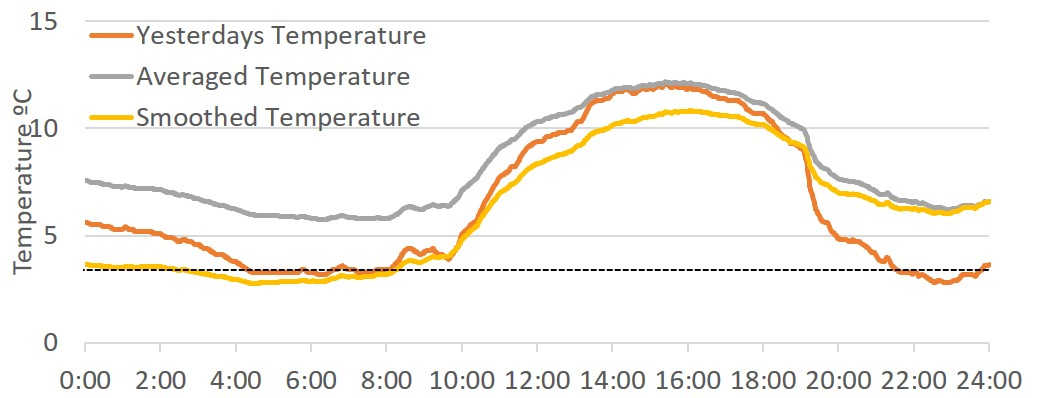 15
Yesterdays Temperature
Averaged Temperature
Smoothed Temperature
10
5
0
Temperature ºC
0:00 2:00 4:00 6:00 8:00 10:00 12:00 14:00 16:00 18:00 20:00 22:00 24:00